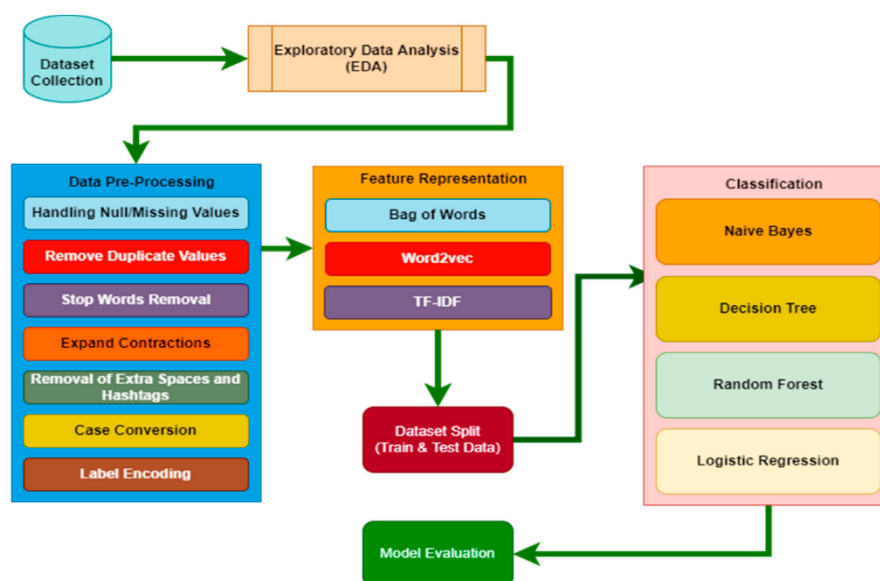 Dataset
Collection
Exploratory Data Analysis
(EDA)
Data Pre-Processing
Handling Null/Missing Values
Remove Duplicate Values
Stop Words Removal
Expand Contractions
Removal of Extra Spaces and
Hashtags
Case Conversion
Label Encoding
Feature Representation
Bag of Words
Word2vec
TF-IDF
Dataset Split
(Train & Test Data)
Classification
Naive Bayes
Decision Tree
Random Forest
Logistic Regression
Model Evaluation